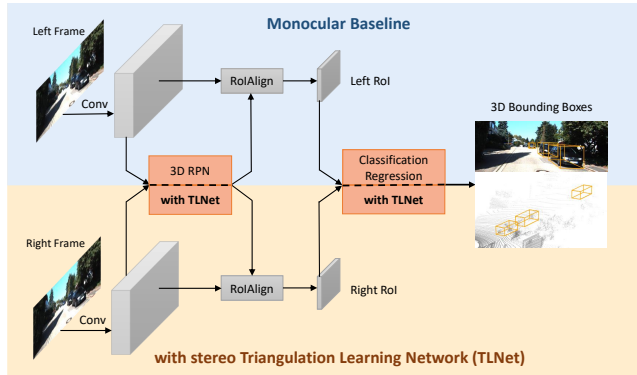 Monocular Baseline
Left Frame
Conv
RoIAlign
Left RoI
3D RPN
with TLNet
Classification
Regression
with TLNet
3D Bounding Boxes
Right Frame
Conv
RoIAlign
Right RoI
with stereo Triangulation Learning Network (TLNet)